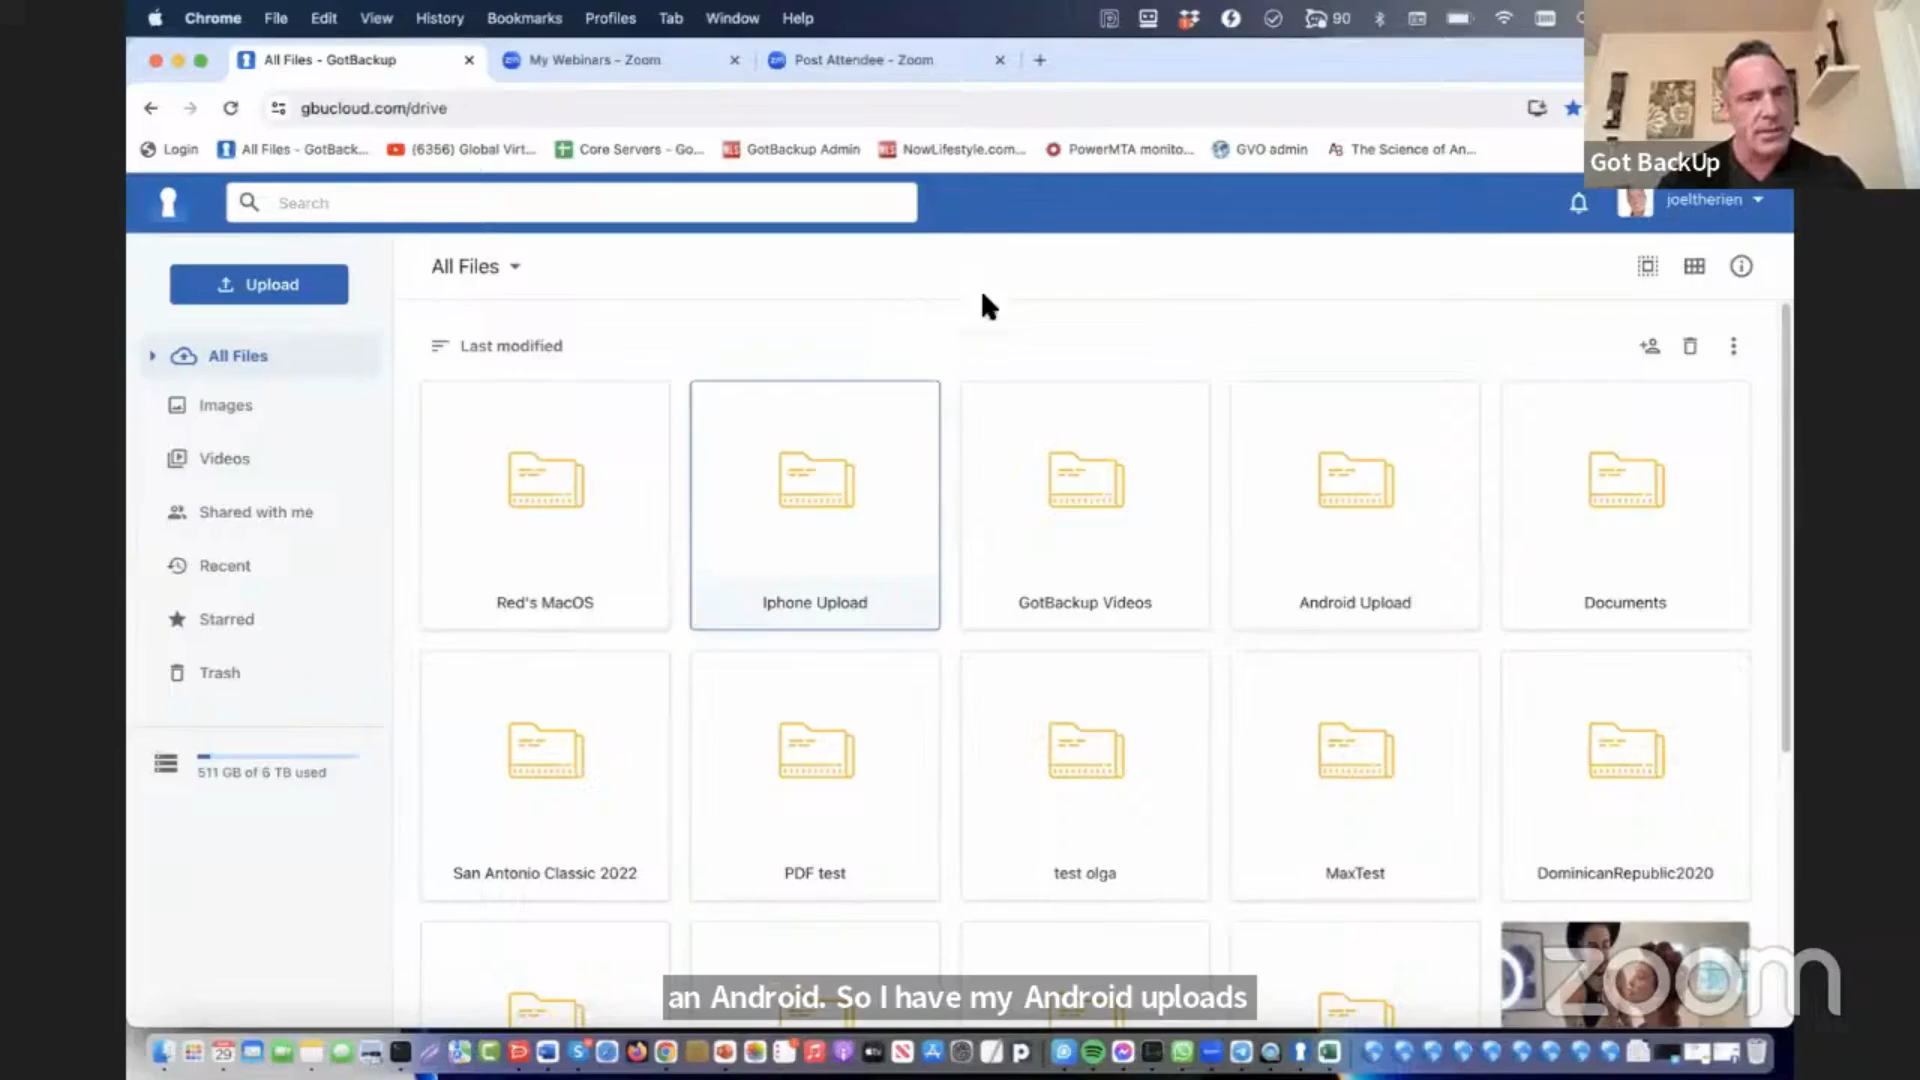 Chrome File Edit View History Bookmarks Profiles Tab Window Help 90
All Files - GotBackup My Webinars - Zoom Post Attendee - Zoom
gbucloud.com/drive
Login All Files - GotBack... (6356) Global Virt... Core Servers - Go... GotBackup Admin NowLifestyle.com... PowerMTA monito... GVO admin The Science of An...
Got BackUp
Search
joeltherien
Upload
All Files
All Files
Images
Videos
Shared with me
Recent
Starred
Trash
511 GB of 6 TB used
Last modified
Red's MacOS Iphone Upload GotBackup Videos Android Upload Documents
San Antonio Classic 2022 PDF test test olga MaxTest DominicanRepublic2020
an Android. So I have my Android uploads
zoom
29